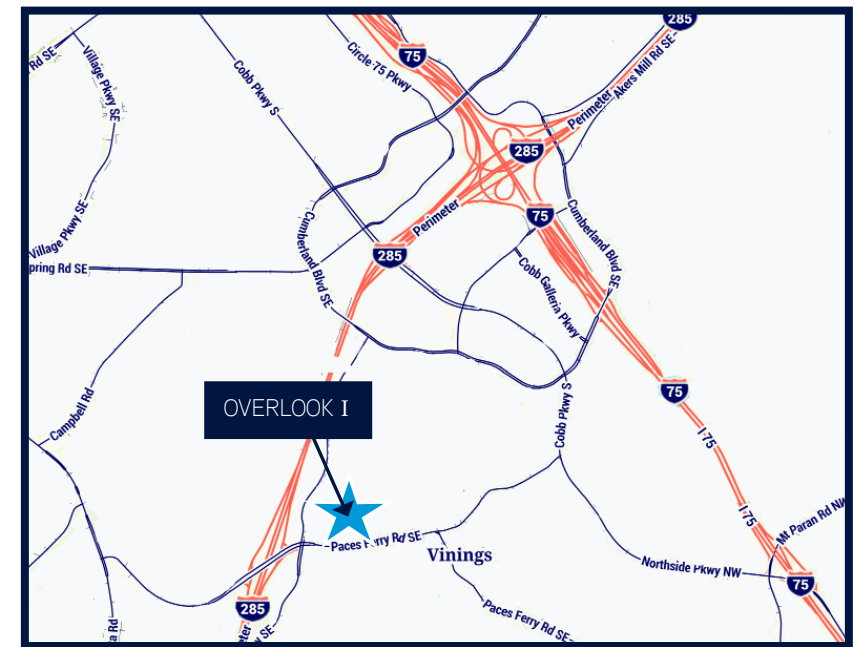 285
Rd SE
Village Pkwy SE
Cobb Pkwy S
75
Circle 75 Pkwy
Akers Mill Rd SE
Perimeter
285
Village Pkwy SE
Cumberland Blvd SE
Perimeter
75
Cumberland Blvd SE
pring Rd SE
285
Cobb Galleria Pkwy
Campbell Rd
OVERLOOK I
Cobb Pkwy S
75
I 75
I 75
Mt Paran Rd NW
Paces Ferry Rd SE
Vinings
Northside Pkwy NW
75
285
Paces Ferry Rd SE
a Rd
eter
SE